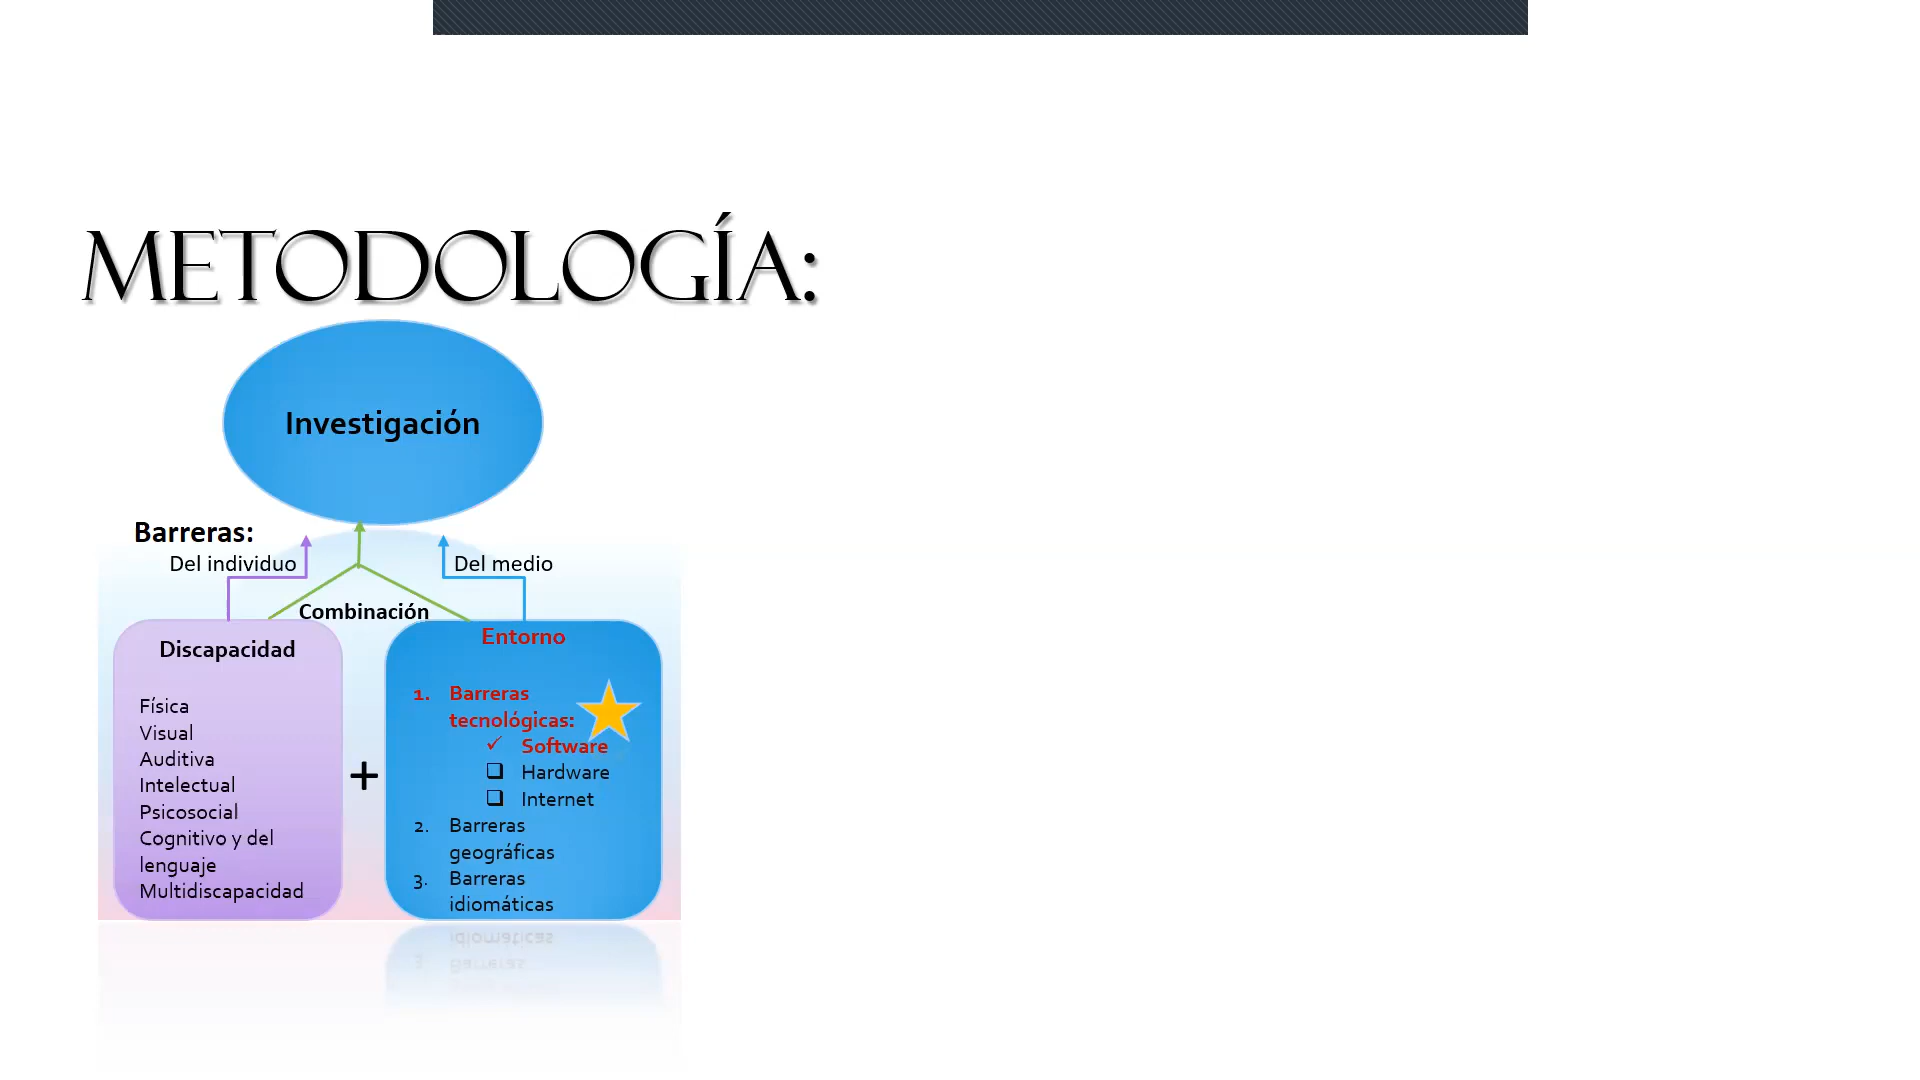 METODOLOGÍA:
Investigación
Barreras:
Del individuo
Del medio
Combinación
Discapacidad
Física
Visual
Auditiva
Intelectual
Psicosocial
Cognitivo y del
lenguaje
Multidiscapacidad
+
Entorno
1. Barreras
tecnológicas:
✓ Software
❑ Hardware
❑ Internet
2. Barreras
geográficas
3. Barreras
idiomáticas